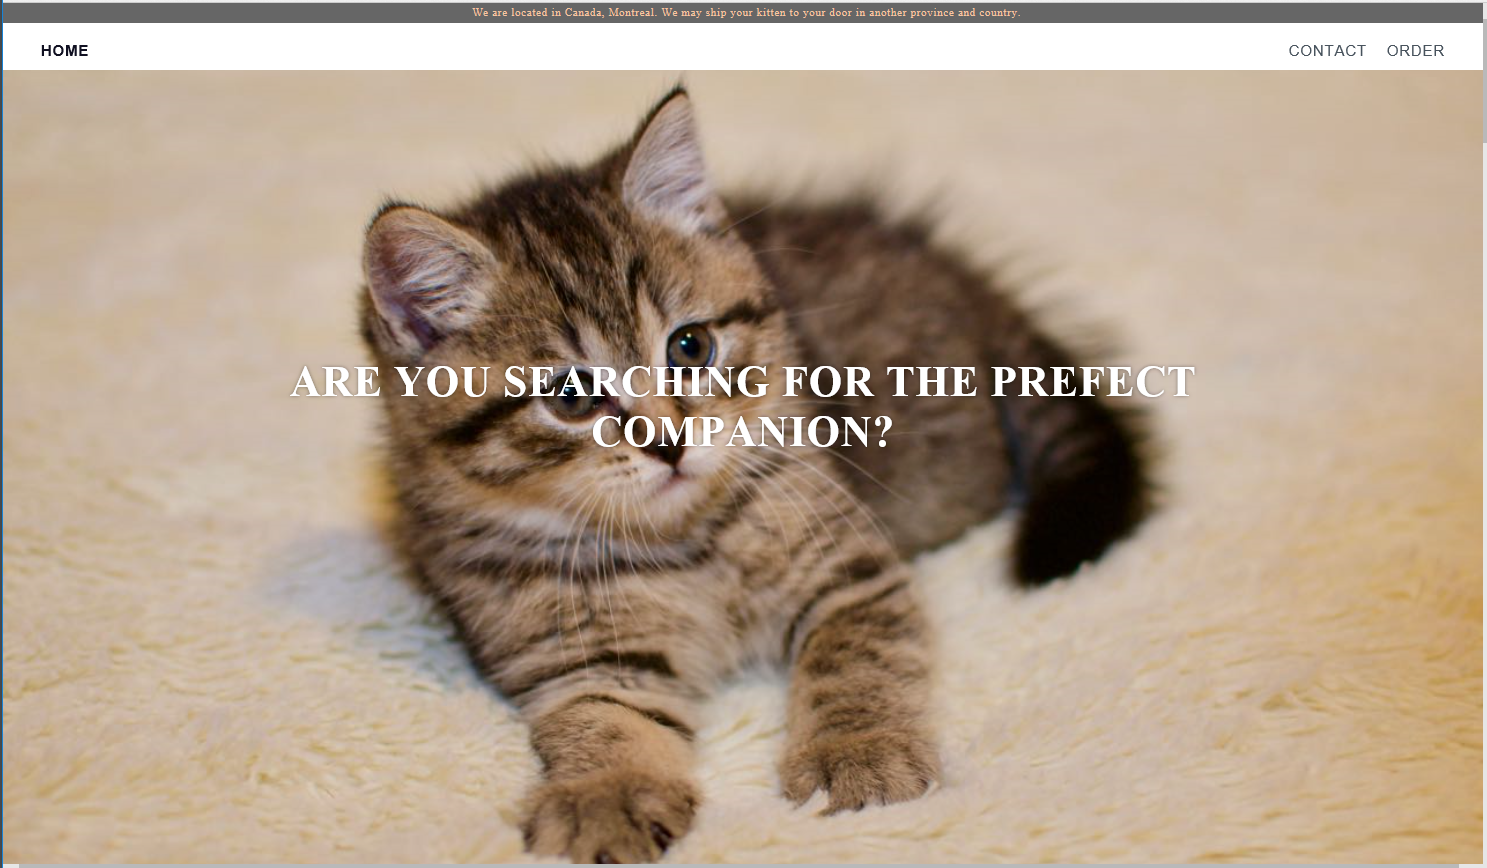 We are located in Canada, Montreal. We may ship your kitten to your door in another province and country.
HOME CONTACT ORDER
ARE YOU SEARCHING FOR THE PREFECT
COMPANION?